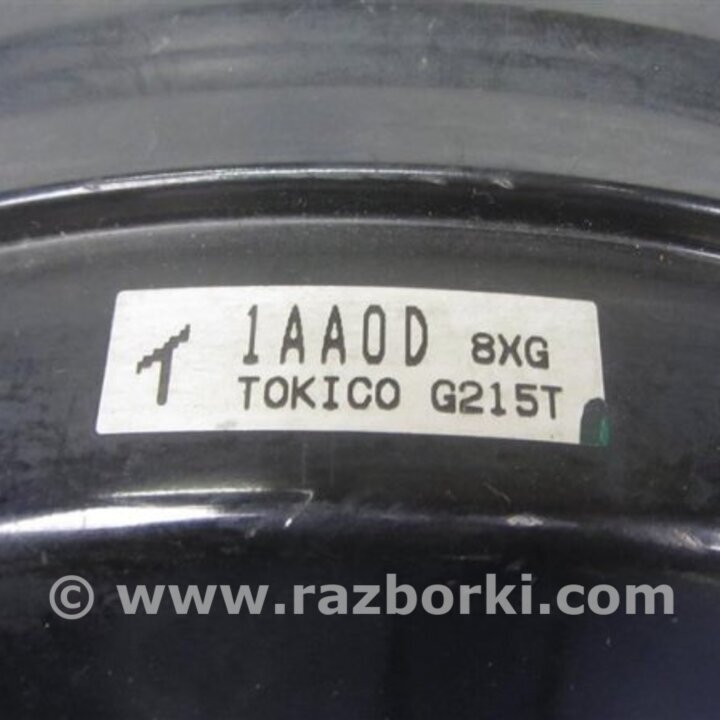 1AA0D 8XG
TOKICO G215T
© www.razborki.com